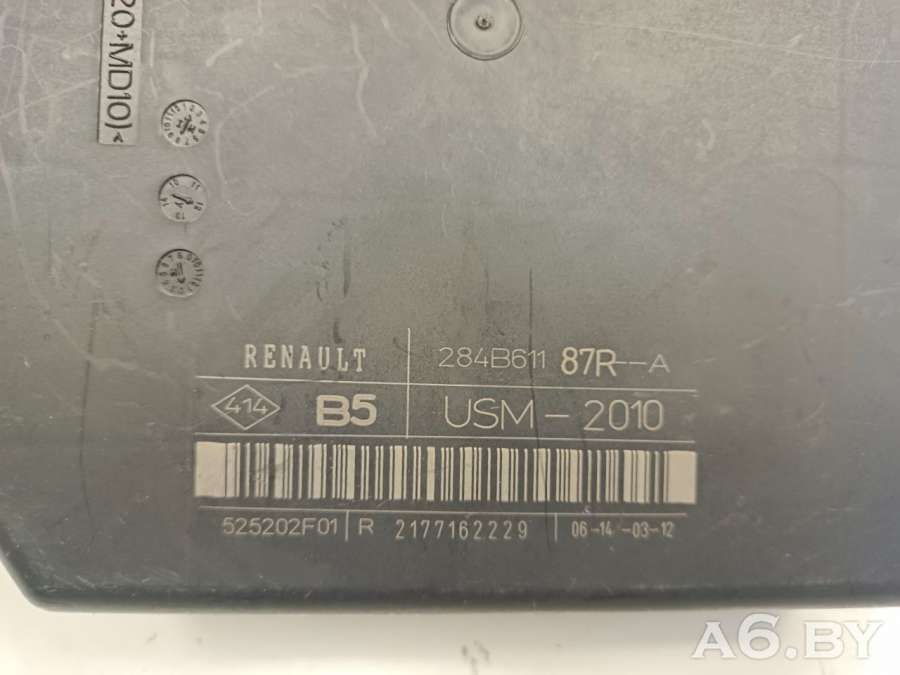 20+MD10)
A
RENAULT 284B611 87R-A
414 B5 USM-2010
525202F01 R 2177162229 06-14-03-12
A6.BY